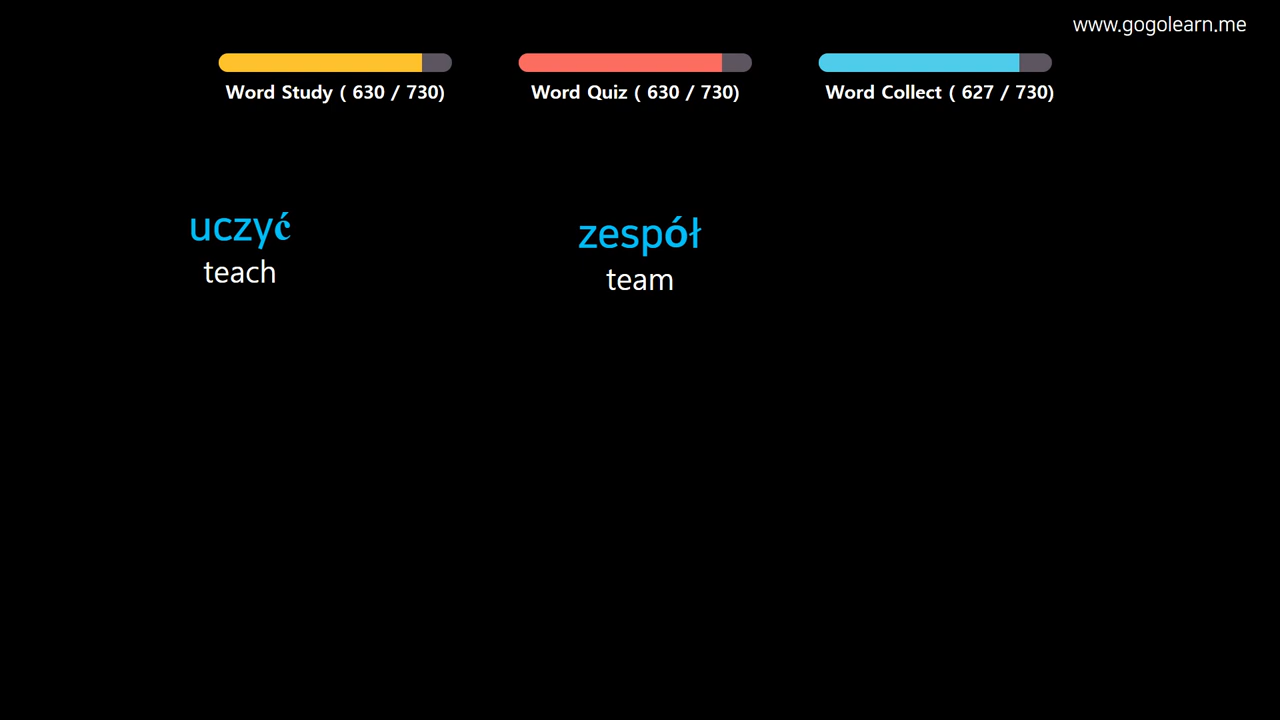 www.gogolearn.me
Word Study ( 630 / 730)
Word Quiz ( 630 / 730)
Word Collect ( 627 / 730)
uczyć
teach
zespół
team